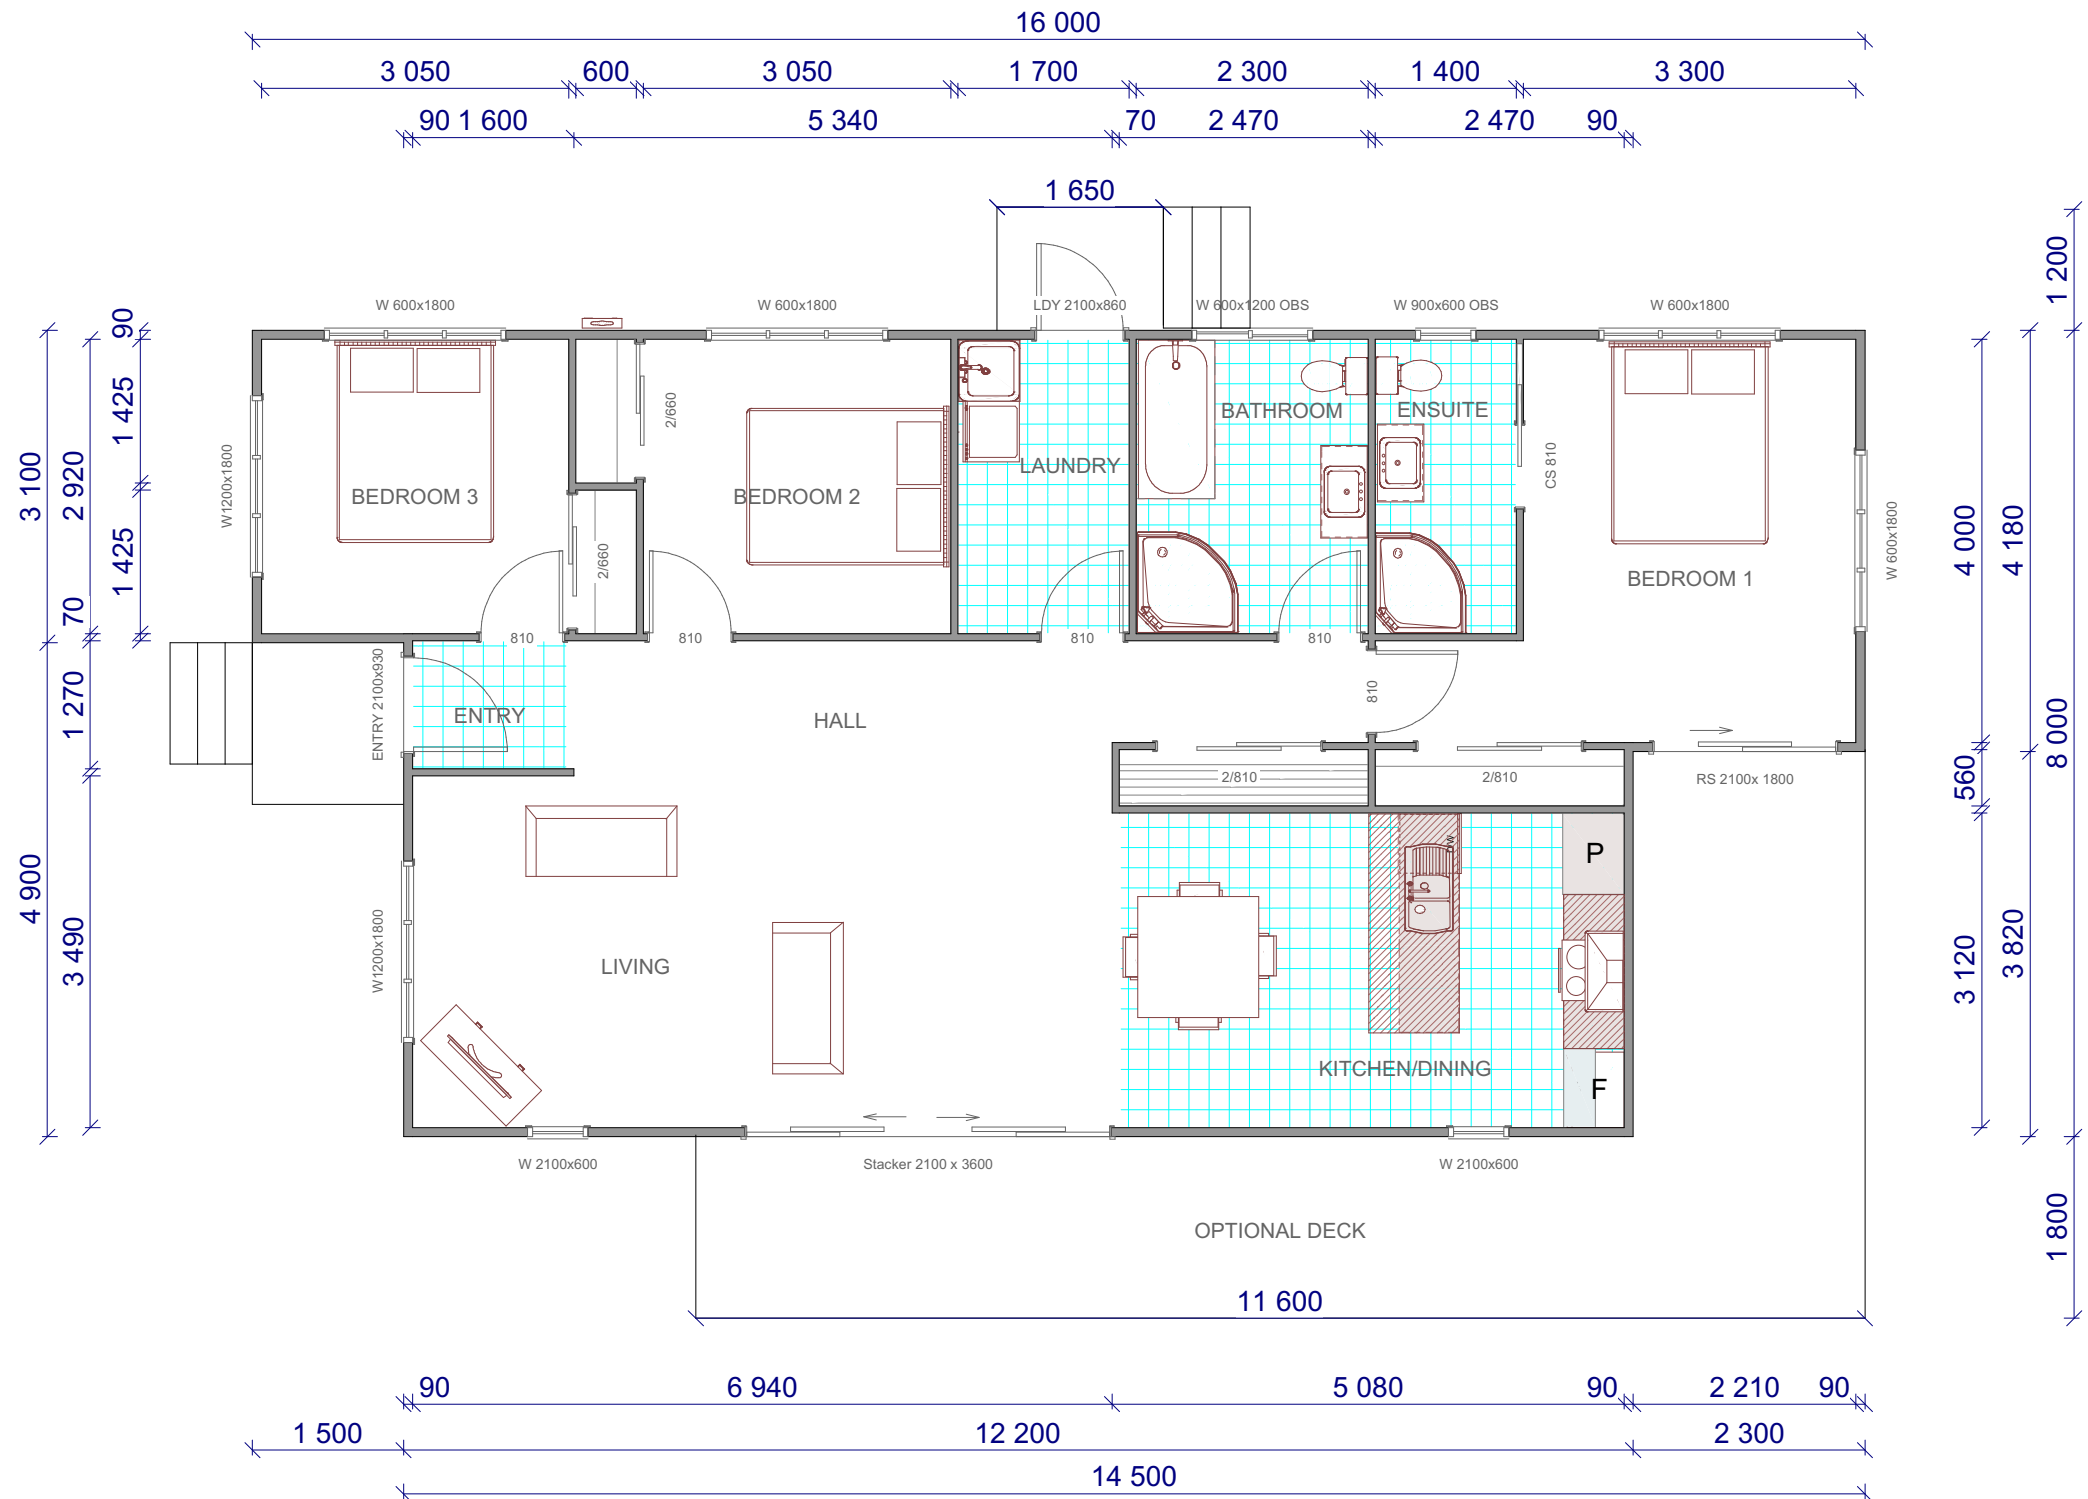 16 000
3 050 600 3 050 1 700 2 300 1 400 3 300
90 1 600 5 340 70 2 470 2 470 90
1 650
1 200
W 600x1800 W 600x1800 LDY 2100x860 W 600x1200 OBS W 900x600 OBS W 600x1800
90
1 425
1 425
2 920
70
3 100
1 270
4 900
3 490
W1200x1800
BEDROOM 3
2/660
2/660
BEDROOM 2
LAUNDRY
BATHROOM
ENSUITE
CS 810
BEDROOM 1
W 600x1800
4 000
4 180
8 000
560
3 120
3 820
1 800
810 810 810 810
810
ENTRY 2100x930
ENTRY
HALL
2/810 2/810 RS 2100x 1800
P
DW
W1200x1800
LIVING
KITCHEN/DINING
F
W 2100x600 Stacker 2100 x 3600 W 2100x600
OPTIONAL DECK
11 600
90 6 940 5 080 90 2 210 90
1 500 12 200 2 300
14 500